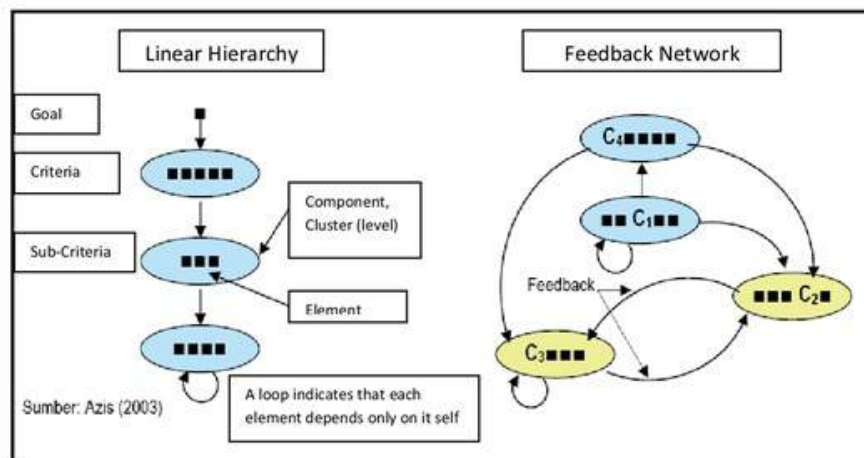 Linear Hierarchy
Feedback Network
Goal
Criteria
Sub-Criteria
Component,
Cluster (level)
Element
A loop indicates that each
element depends only on it self
Sumber: Azis (2003)
C4
C1
Feedback
C2
C3